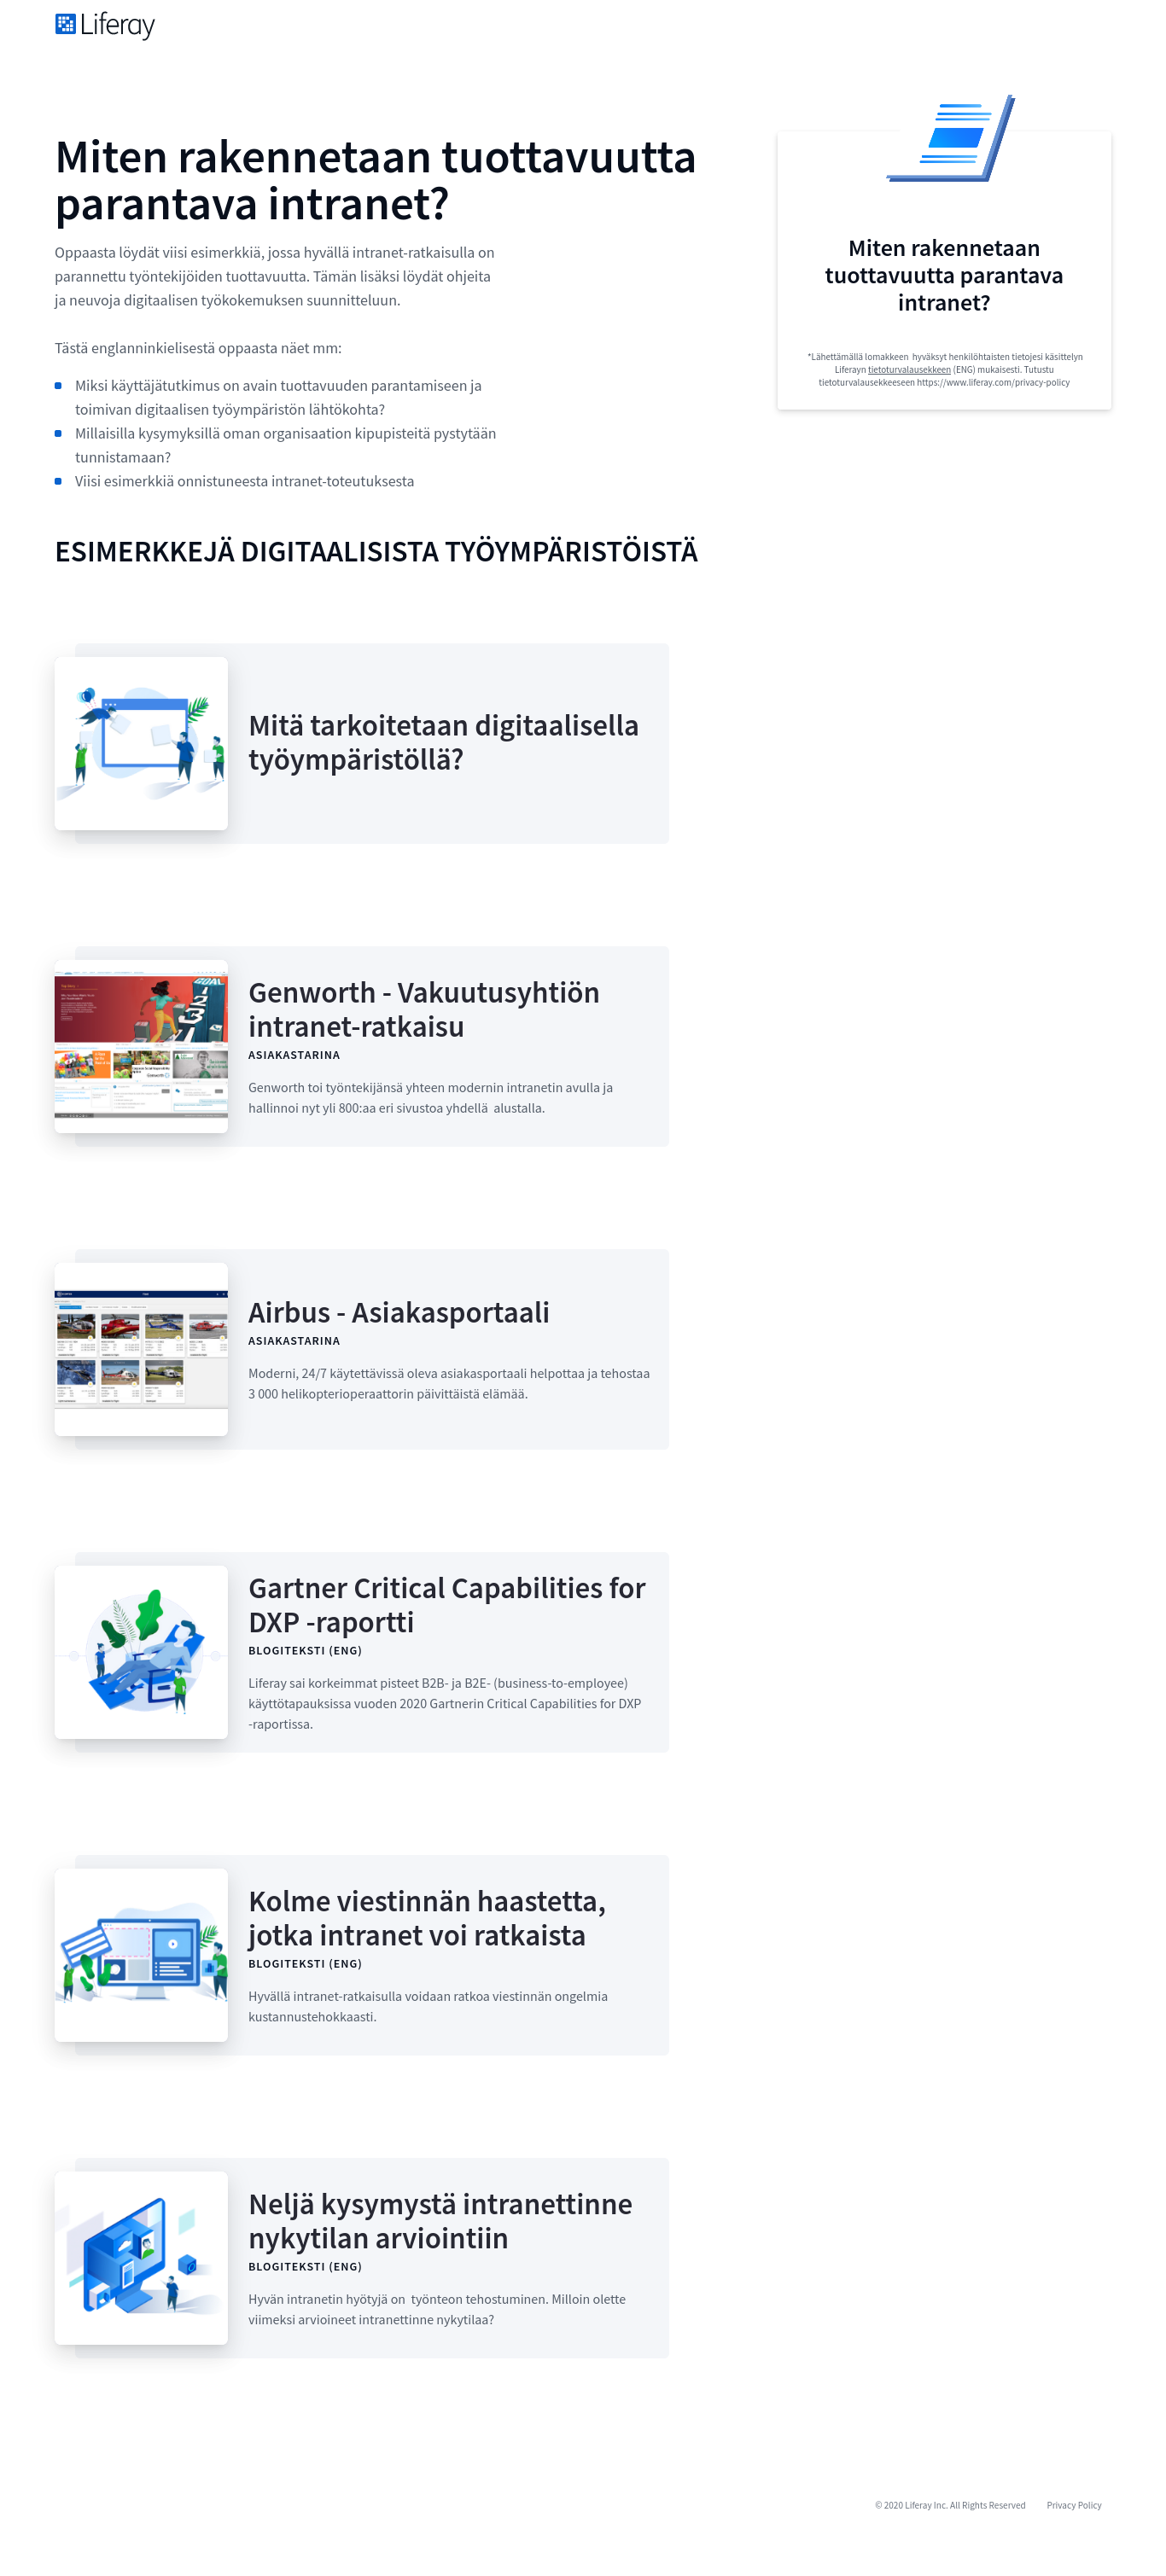 Liferay
Miten rakennetaan tuottavuutta
parantava intranet?
Oppaasta löydät viisi esimerkkiä, jossa hyvällä intranet-ratkaisulla on
parannettu työntekijöiden tuottavuutta. Tämän lisäksi löydät ohjeita
ja neuvoja digitaalisen työkokemuksen suunnitteluun.
Tästä englanninkielisestä oppaasta näet mm:
Miksi käyttäjätutkimus on avain tuottavuuden parantamiseen ja
toimivan digitaalisen työympäristön lähtökohta?
Millaisilla kysymyksillä oman organisaation kipupisteitä pystytään
tunnistamaan?
Viisi esimerkkiä onnistuneesta intranet-toteutuksesta
Miten rakennetaan
tuottavuutta parantava
intranet?
*Lähettämällä lomakkeen hyväksyt henkilöhtaisten tietojesi käsittelyn
Liferayn tietoturvalausekkeen (ENG) mukaisesti. Tutustu
tietoturvalausekkeeseen https://www.liferay.com/privacy-policy
ESIMERKKEJÄ DIGITAALISISTA TYÖYMPÄRISTÖISTÄ
Mitä tarkoitetaan digitaalisella
työympäristöllä?
GOAL
123
Genworth - Vakuutusyhtiön
intranet-ratkaisu
ASIAKASTARINA
Genworth toi työntekijänsä yhteen modernin intranetin avulla ja
hallinnoi nyt yli 800:aa eri sivustoa yhdellä alustalla.
Airbus - Asiakasportaali
ASIAKASTARINA
Moderni, 24/7 käytettävissä oleva asiakasportaali helpottaa ja tehostaa
3 000 helikopterioperaattorin päivittäistä elämää.
Gartner Critical Capabilities for
DXP -raportti
BLOGITEKSTI (ENG)
Liferay sai korkeimmat pisteet B2B- ja B2E- (business-to-employee)
käyttötapauksissa vuoden 2020 Gartnerin Critical Capabilities for DXP
-raportissa.
Kolme viestinnän haastetta,
jotka intranet voi ratkaista
BLOGITEKSTI (ENG)
Hyvällä intranet-ratkaisulla voidaan ratkoa viestinnän ongelmia
kustannustehokkaasti.
Neljä kysymystä intranettinne
nykytilan arviointiin
BLOGITEKSTI (ENG)
Hyvän intranetin hyötyjä on työnteon tehostuminen. Milloin olette
viimeksi arvioineet intranettinne nykytilaa?
© 2020 Liferay Inc. All Rights Reserved
Privacy Policy